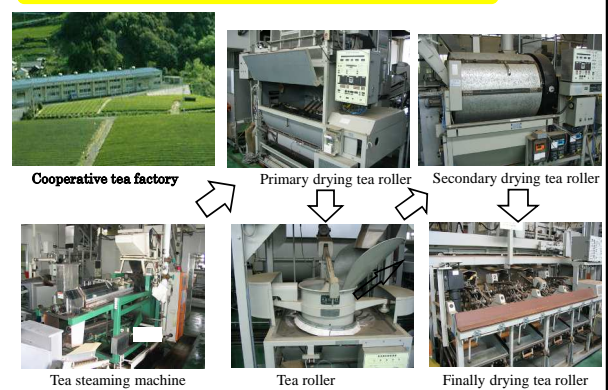 Cooperative tea factory
Primary drying tea roller
Secondary drying tea roller
Tea steaming machine
Tea roller
Finally drying tea roller